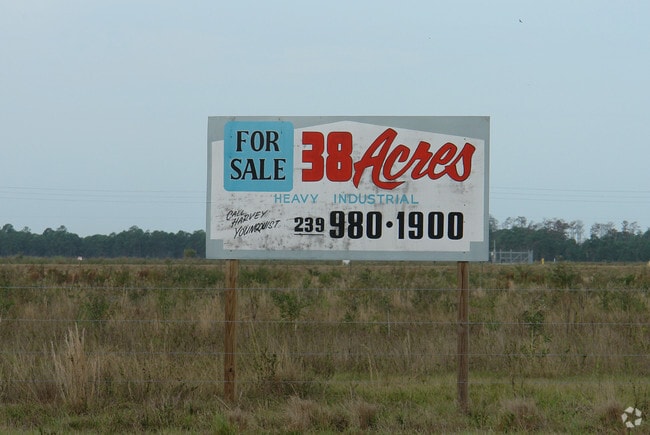 FOR
SALE
38 Acres
HEAVY INDUSTRIAL
CALL
HARVEY
YOUNGQUIST
239 980·1900